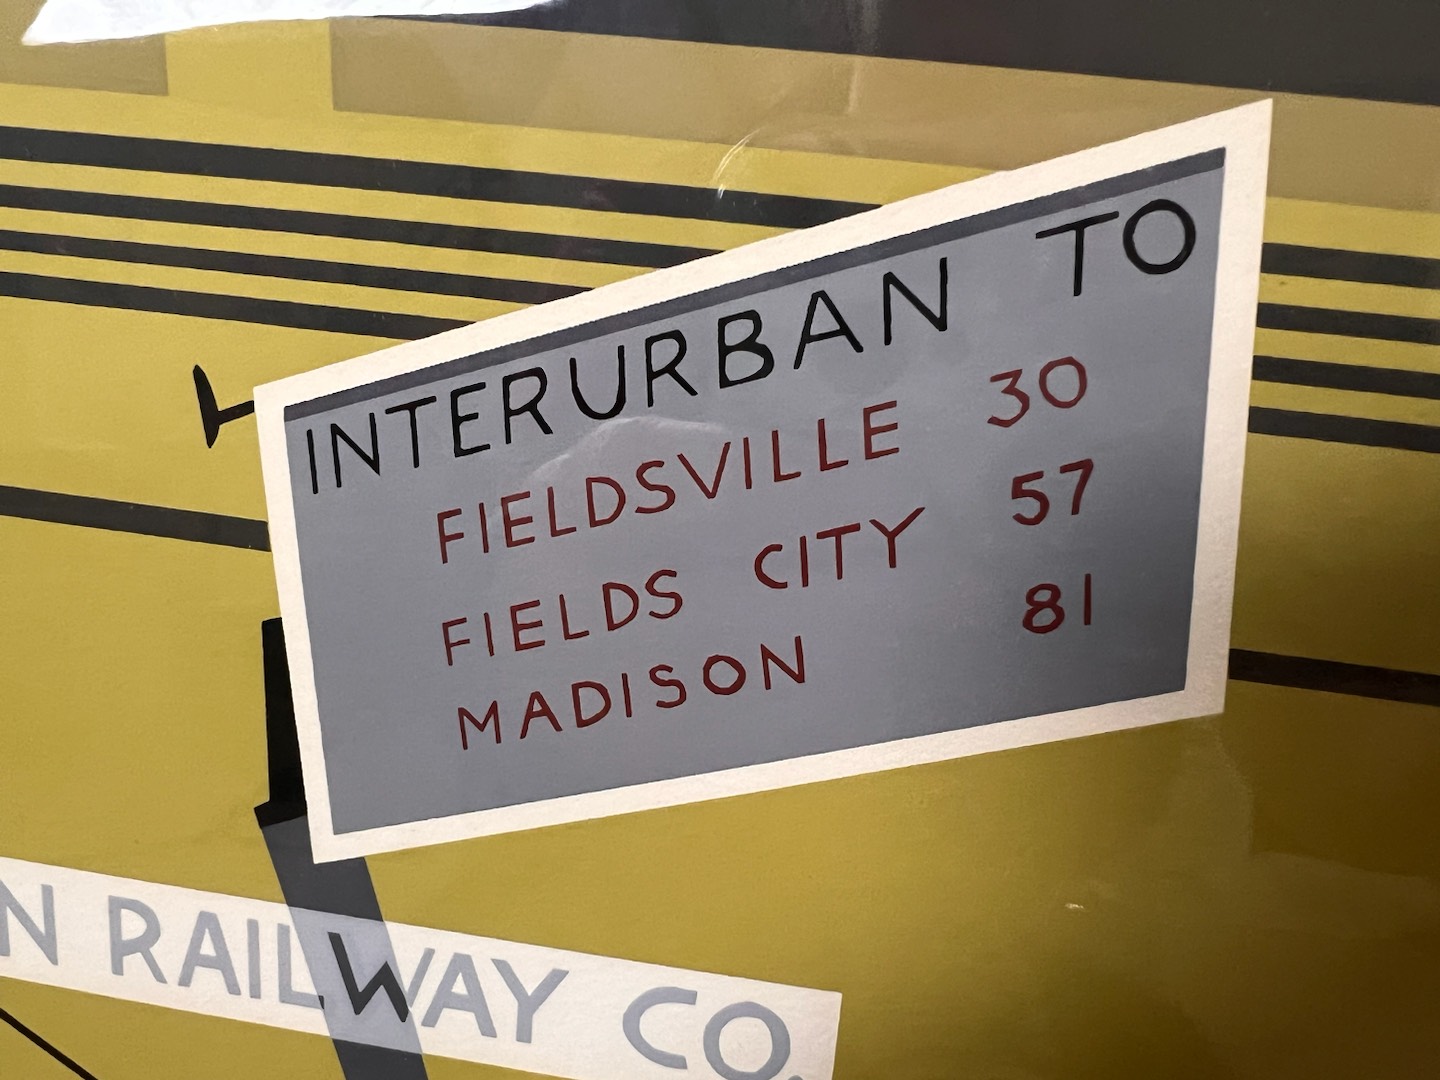 INTERURBAN TO
FIELDSVILLE 30
FIELDS CITY 57
MADISON 81
N RAILWAY CO.